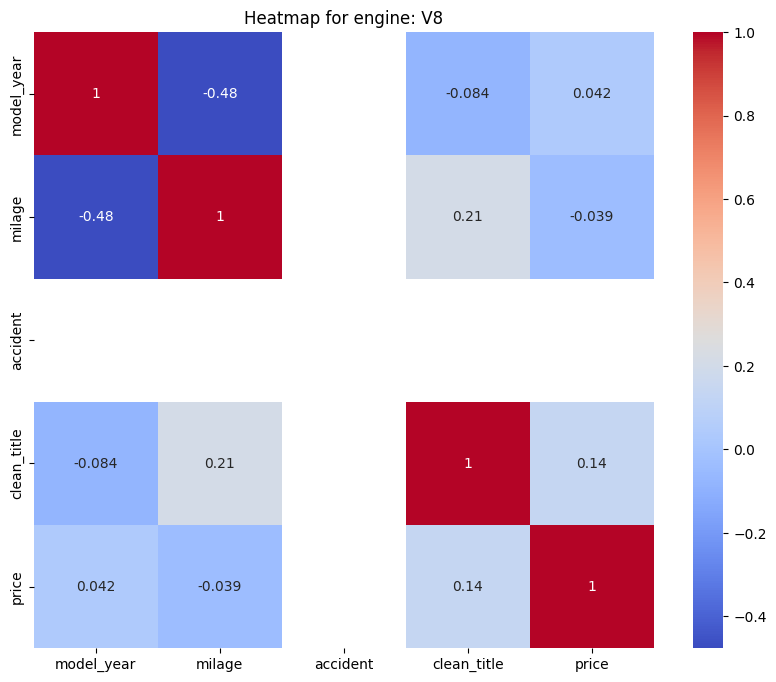 Heatmap for engine: V8
model_year 1 -0.48 -0.084 0.042
milage -0.48 1 0.21 -0.039
accident
clean_title -0.084 0.21 1 0.14
price 0.042 -0.039 0.14 1
model_year milage accident clean_title price
1.0
0.8
0.6
0.4
0.2
0.0
−0.2
−0.4